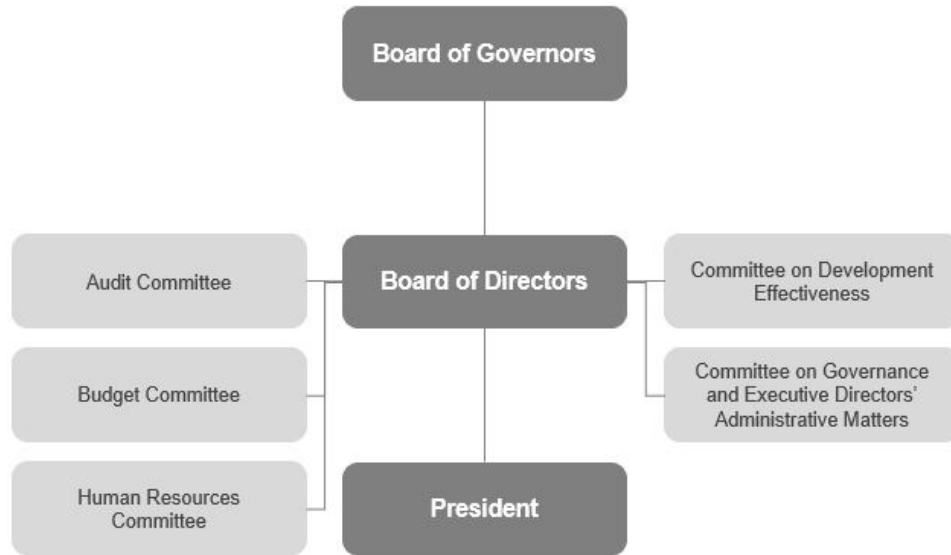 Board of Governors
Audit Committee
Board of Directors
Committee on Development
Effectiveness
Budget Committee
Committee on Governance
and Executive Directors’
Administrative Matters
Human Resources
Committee
President